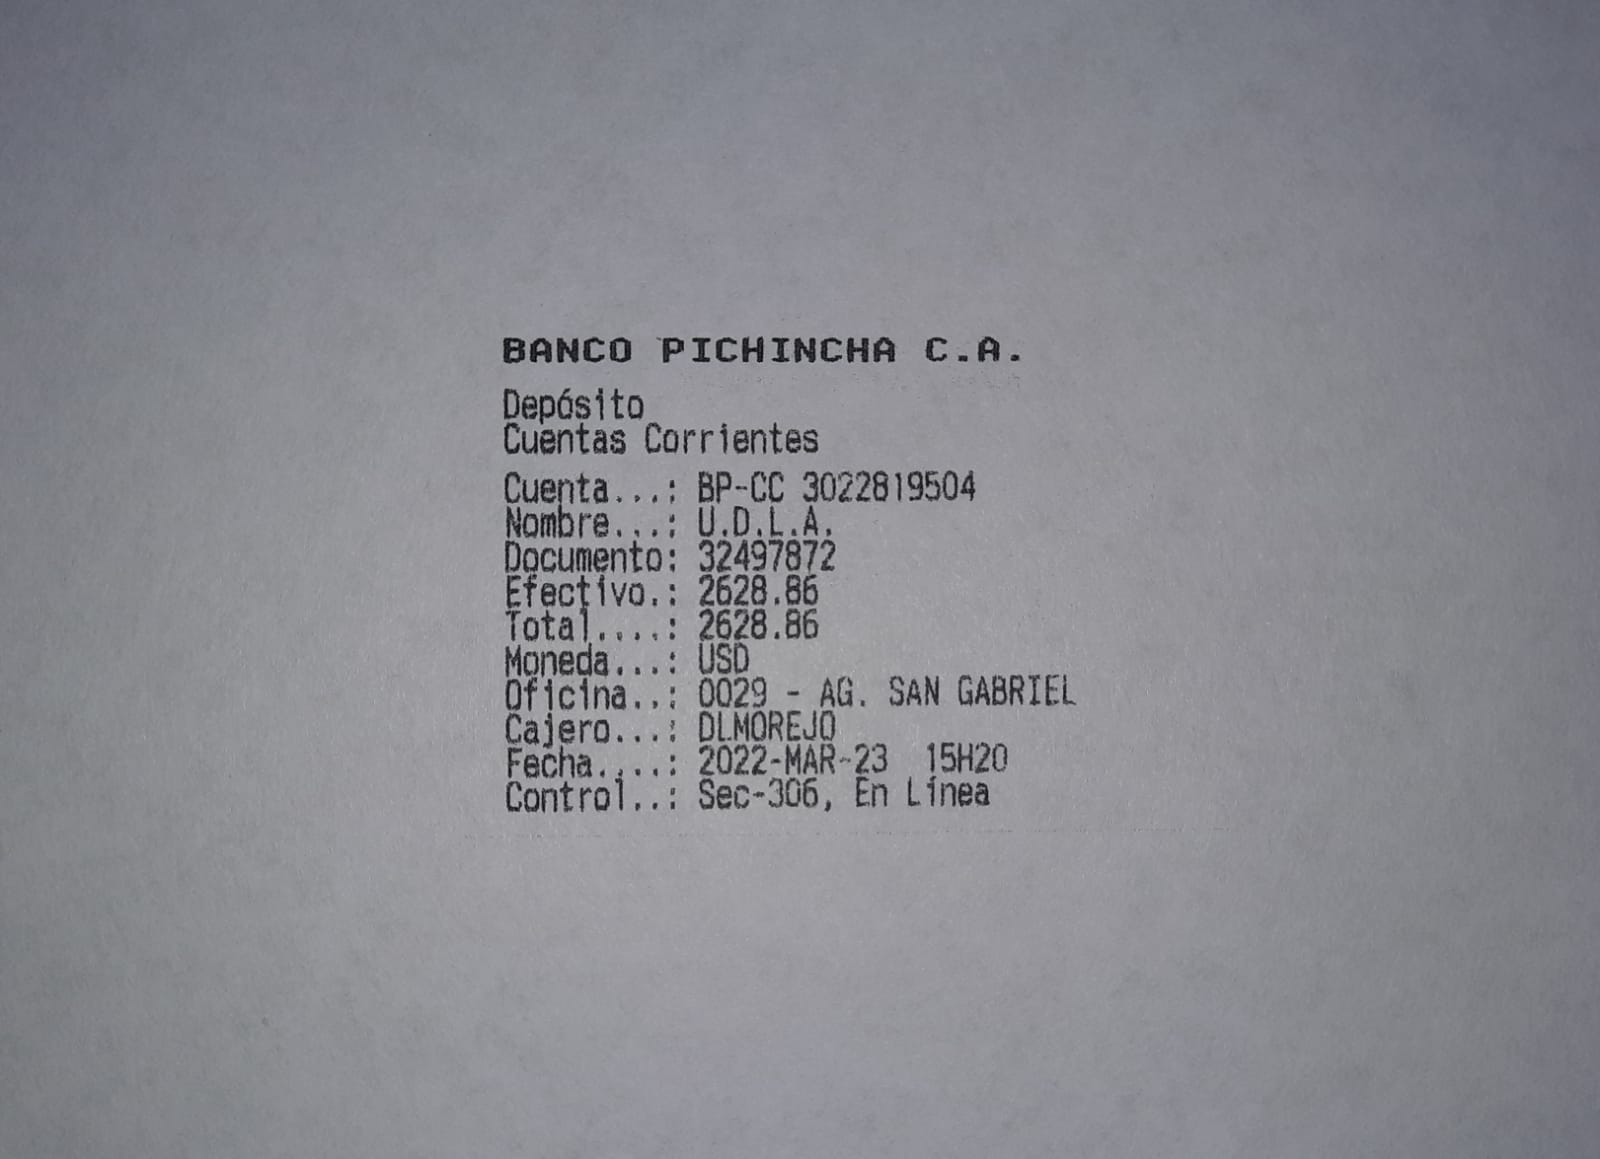 BANCO PICHINCHA C.A.
Depósito
Cuentas Corrientes
Cuenta...: BP-CC 3022819504
Nombre...: U.D.L.A.
Documento: 32497872
Efectivo.: 2628.86
Total....: 2628.86
Moneda...: USD
Oficina..: 0029 - AG. SAN GABRIEL
Cajero...: DLMOREJO
Fecha....: 2022-MAR-23  15H20
Control..: Sec-306, En Línea